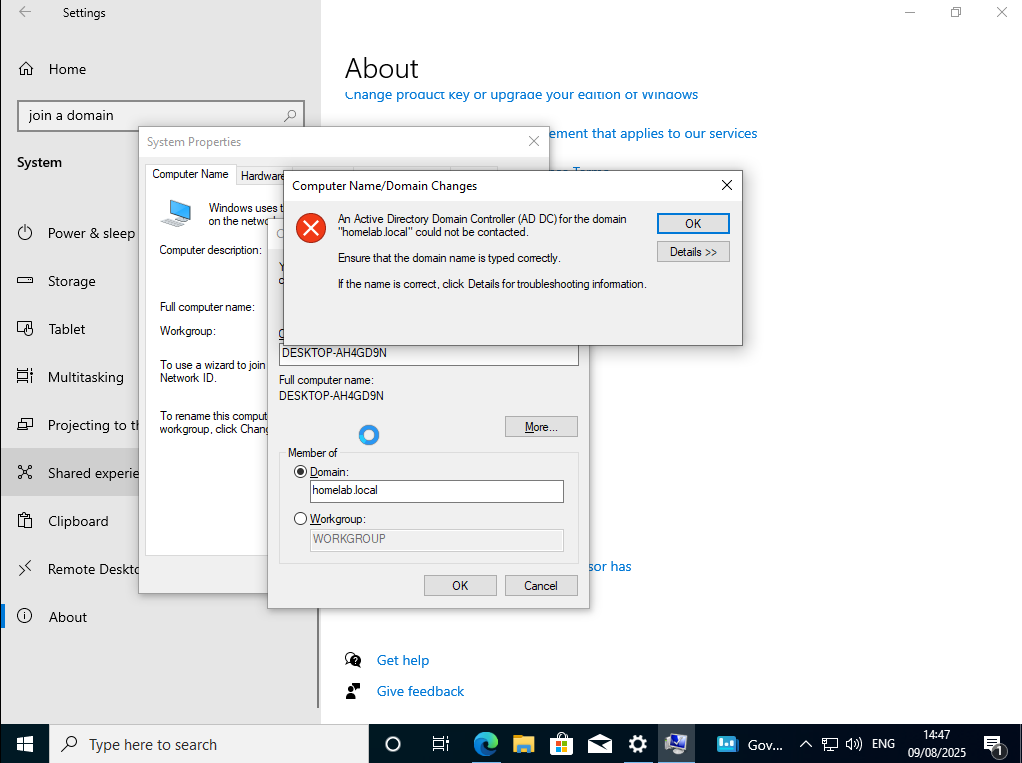 Settings
Home
join a domain
System
Power & sleep
Storage
Tablet
Multitasking
Projecting to th
Shared experie
Clipboard
Remote Deskto
About
About
Change product key or upgrade your edition of Windows
ement that applies to our services
System Properties
Computer Name
Hardware
Windows uses t
on the netwo
Computer description:
Full computer name:
Workgroup:
To use a wizard to join
Network ID.
To rename this comput
workgroup, click Chang
Computer Name/Domain Changes
An Active Directory Domain Controller (AD DC) for the domain
"homelab.local" could not be contacted.
Ensure that the domain name is typed correctly.
If the name is correct, click Details for troubleshooting information.
OK
Details >>
DESKTOP-AH4GD9N
Full computer name:
DESKTOP-AH4GD9N
More...
Member of
Domain:
homelab.local
Workgroup:
WORKGROUP
OK
Cancel
sor has
Get help
Give feedback
Type here to search
Gov...
ENG
14:47
09/08/2025
1